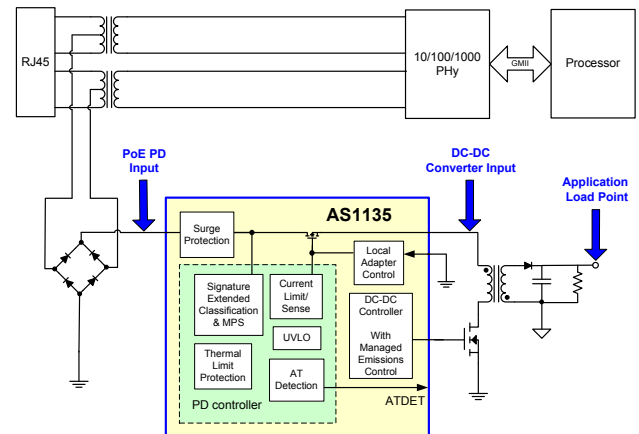 RJ45
10/100/1000
PHy
GMII
Processor
PoE PD
Input
DC-DC
Converter Input
Application
Load Point
AS1135
Surge
Protection
Local
Adapter
Control
Signature
Extended
Classification
& MPS
Current
Limit/
Sense
UVLO
DC-DC
Controller
With
Managed
Emissions
Control
Thermal
Limit
Protection
AT
Detection
PD controller
ATDET